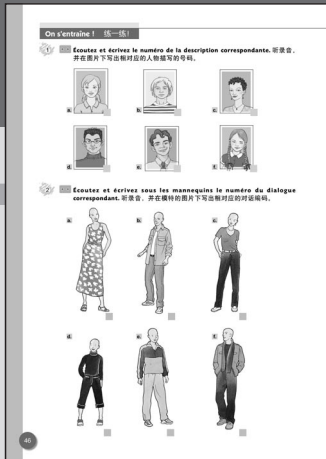 On s'entraîne ! 练一练!
1 Écoutez et écrivez le numéro de la description correspondante. 听录音，
并在图片下写出相对应的人物描写的号码。
a. b. c.
d. e. f.
2 Écoutez et écrivez sous les mannequins le numéro du dialogue
correspondant. 听录音，并在模特的图片下写出相对应的对话编码。
a. b. c.
d. e. f.
46